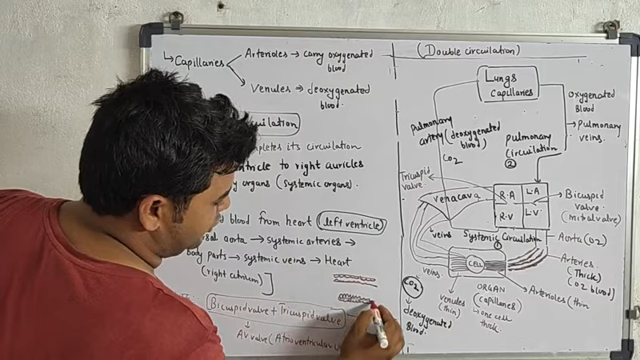 ↳ Capillaries
Arterioles → carry oxygenated
blood
Venules → deoxygenated
blood.
completes its circulation
ventricle to right auricles
organs (systemic organs).
blood from heart (left ventricle)
aorta → systemic arteries →
body parts → systemic veins → Heart
(right atrium)
Bicuspid valve + Tricuspid valve
↓
AV valve (Atrioventricular
(Double circulation)
Lungs
Capillaries
oxygenated
Blood
Pulmonary
veins.
Pulmonary
artery (deoxygenated
blood)
CO2
pulmonary
circulation
②
Tricuspid
valve
venacava
R.A
L.A
R.V
L.V.
Bicuspid
valve
(mitral valve)
veins
Systemic Circulation
①
Aorta (O2)
CELL
Arteries
(Thick)
(O2 blood)
veins
CO2
↓
deoxygenated
Blood.
venules
(thin)
ORGAN
(capillaries)
↳ one cell
thick
Arterioles (thin